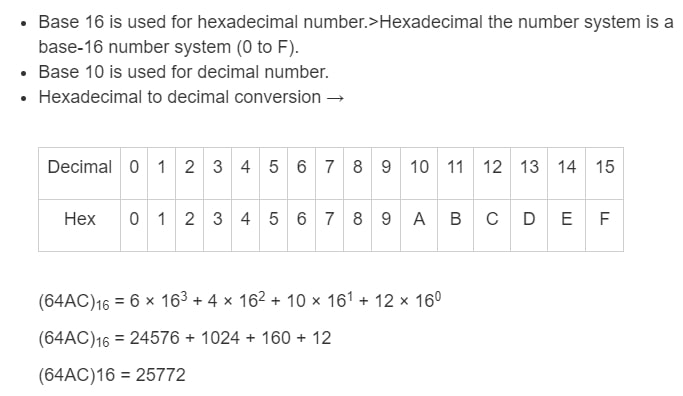 • Base 16 is used for hexadecimal number.>Hexadecimal the number system is a
base-16 number system (0 to F).
• Base 10 is used for decimal number.
• Hexadecimal to decimal conversion →
Decimal 0 1 2 3 4 5 6 7 8 9 10 11 12 13 14 15
Hex 0 1 2 3 4 5 6 7 8 9 A B C D E F
(64AC)₁₆ = 6 × 16³ + 4 × 16² + 10 × 16¹ + 12 × 16⁰
(64AC)₁₆ = 24576 + 1024 + 160 + 12
(64AC)16 = 25772